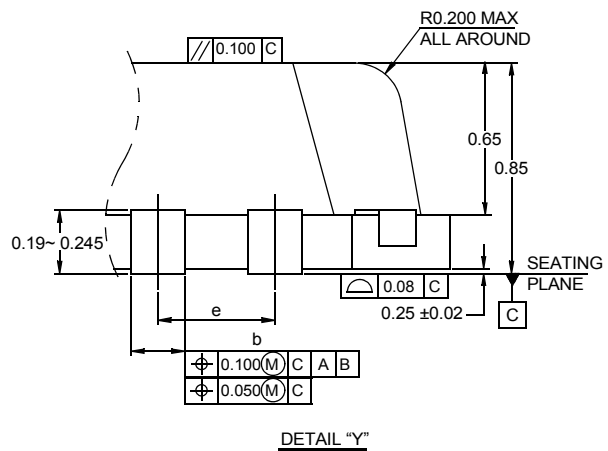 R0.200 MAX
ALL AROUND
// 0.100 C
0.65
0.85
0.19~ 0.245
SEATING
PLANE
⌓ 0.08 C
0.25 ±0.02
C
e
b
⌖ 0.100 Ⓜ C A B
⌖ 0.050 Ⓜ C
DETAIL “Y”